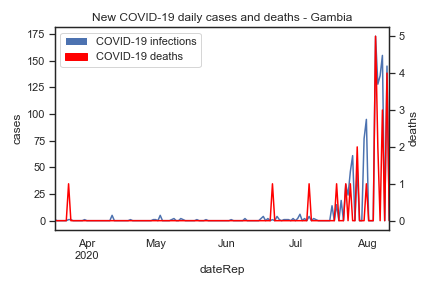 New COVID-19 daily cases and deaths - Gambia
COVID-19 infections
COVID-19 deaths
175
150
125
100
75
50
25
0
cases
5
4
3
2
1
0
deaths
Apr
2020
May
Jun
Jul
Aug
dateRep